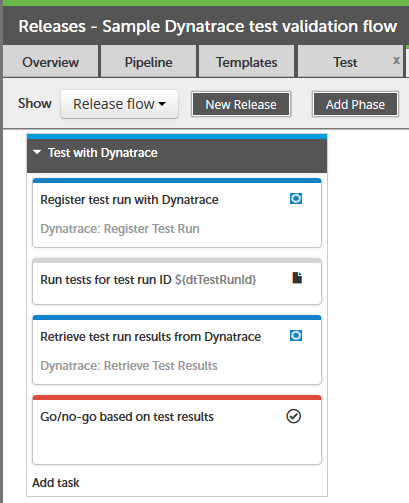 Releases - Sample Dynatrace test validation flow
Overview Pipeline Templates Test x
Show Release flow New Release Add Phase
Test with Dynatrace
Register test run with Dynatrace
Dynatrace: Register Test Run
Run tests for test run ID ${dtTestRunId}
Retrieve test run results from Dynatrace
Dynatrace: Retrieve Test Results
Go/no-go based on test results
Add task